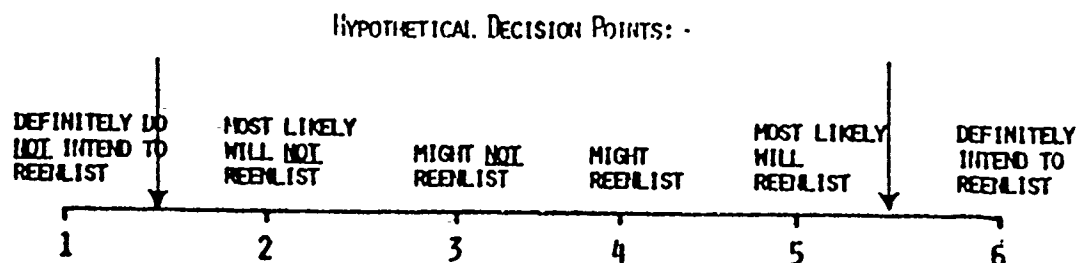 HYPOTHETICAL DECISION POINTS:
DEFINITELY DO
NOT INTEND TO
REENLIST
MOST LIKELY
WILL NOT
REENLIST
MIGHT NOT
REENLIST
MIGHT
REENLIST
MOST LIKELY
WILL
REENLIST
DEFINITELY
INTEND TO
REENLIST
1 2 3 4 5 6